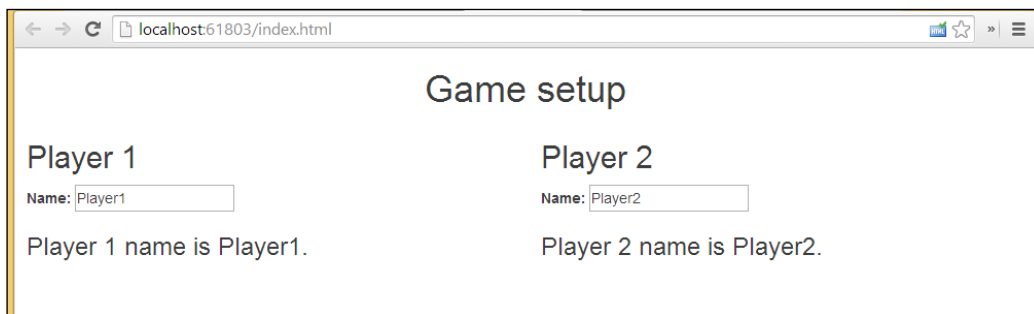 localhost:61803/index.html
HTML
»
Game setup
Player 1
Name: Player1
Player 1 name is Player1.
Player 2
Name: Player2
Player 2 name is Player2.